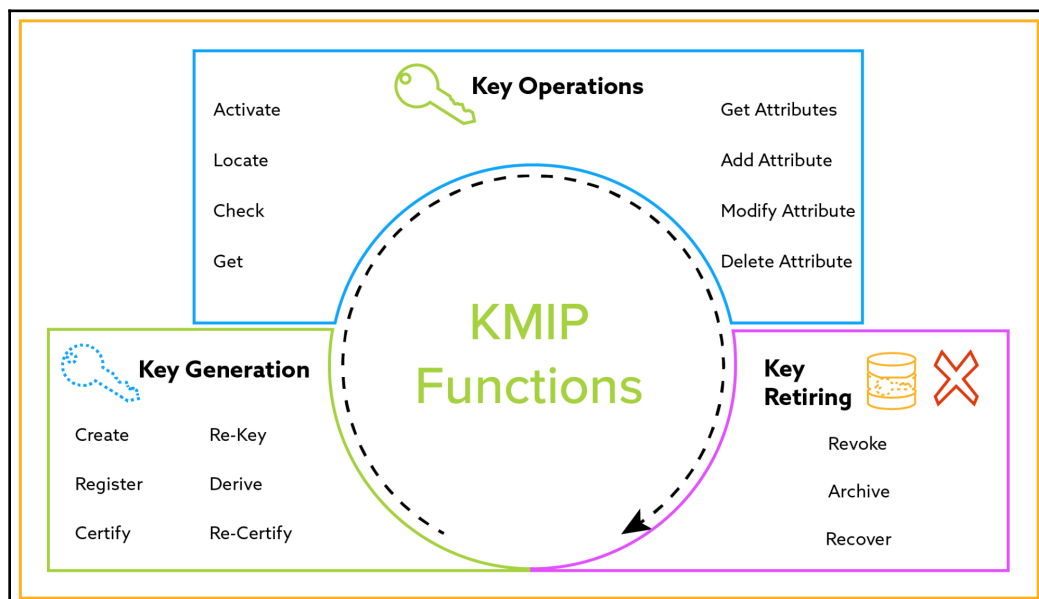 Key Operations
Activate
Locate
Check
Get
Get Attributes
Add Attribute
Modify Attribute
Delete Attribute
KMIP
Functions
Key Generation
Create
Register
Certify
Re-Key
Derive
Re-Certify
Key
Retiring
Revoke
Archive
Recover